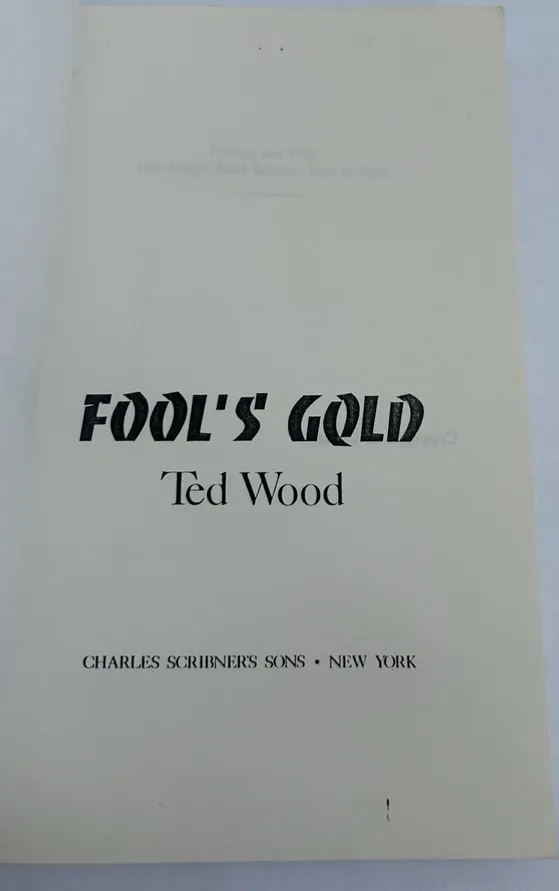 FOOL'S GOLD
Ted Wood
CHARLES SCRIBNER'S SONS • NEW YORK